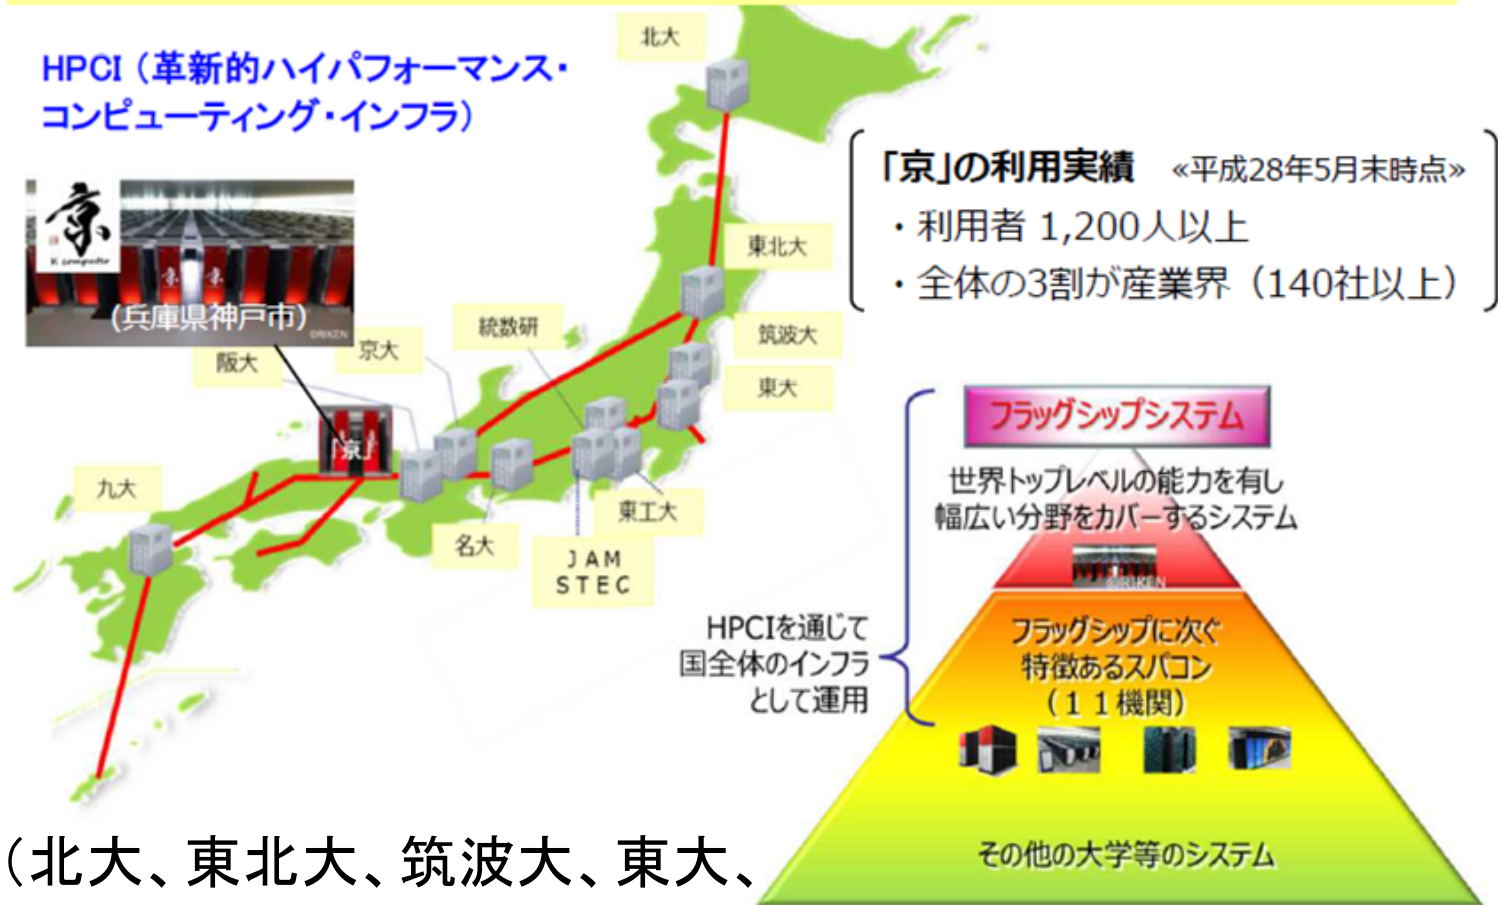 HPCI（革新的ハイパフォーマンス・
コンピューティング・インフラ）
京
K computer
(兵庫県神戸市)
©RIKEN
北大
東北大
筑波大
東大
統数研
京大
阪大
「京」
九大
名大
東工大
JAM
STEC
「京」の利用実績　«平成28年5月末時点»
・利用者 1,200人以上
・全体の3割が産業界（140社以上）
フラッグシップシステム
世界トップレベルの能力を有し
幅広い分野をカバーするシステム
©RIKEN
HPCIを通じて
国全体のインフラ
として運用
フラッグシップに次ぐ
特徴あるスパコン
（１１機関）
その他の大学等のシステム
（北大、東北大、筑波大、東大、